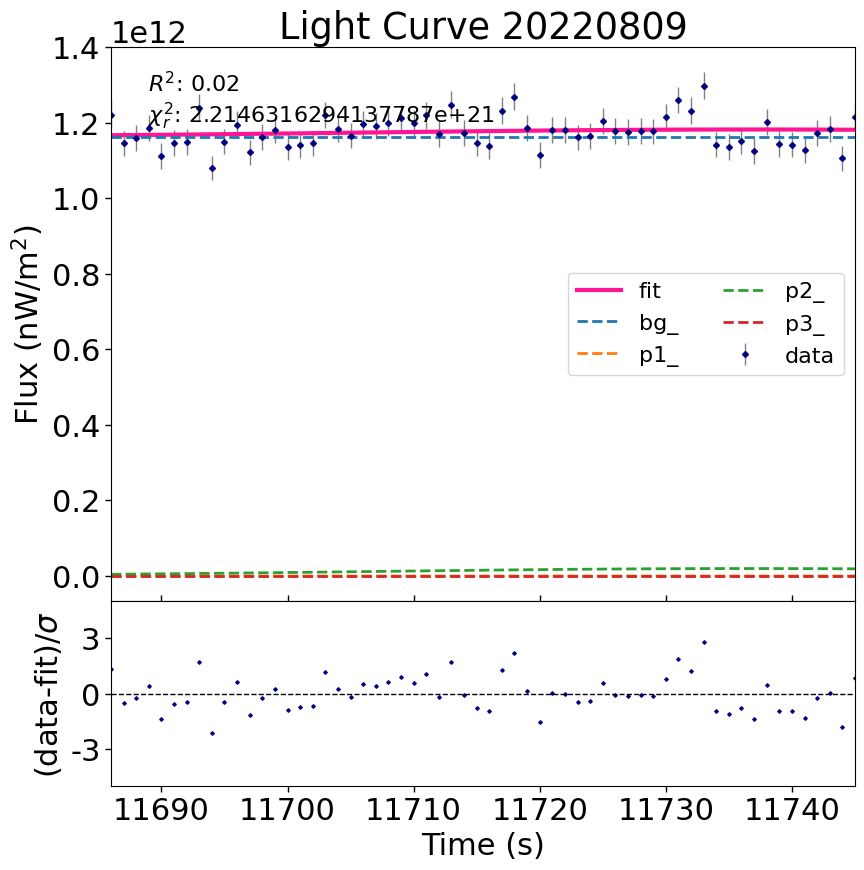 Light Curve 20220809
1e12
R²: 0.02
χ²ᵣ: 2.2146316294137787e+21
1.4
1.2
1.0
0.8
0.6
0.4
0.2
0.0
Flux (nW/m²)
fit
bg_
p1_
p2_
p3_
data
3
0
-3
(data-fit)/σ
11690
11700
11710
11720
11730
11740
Time (s)